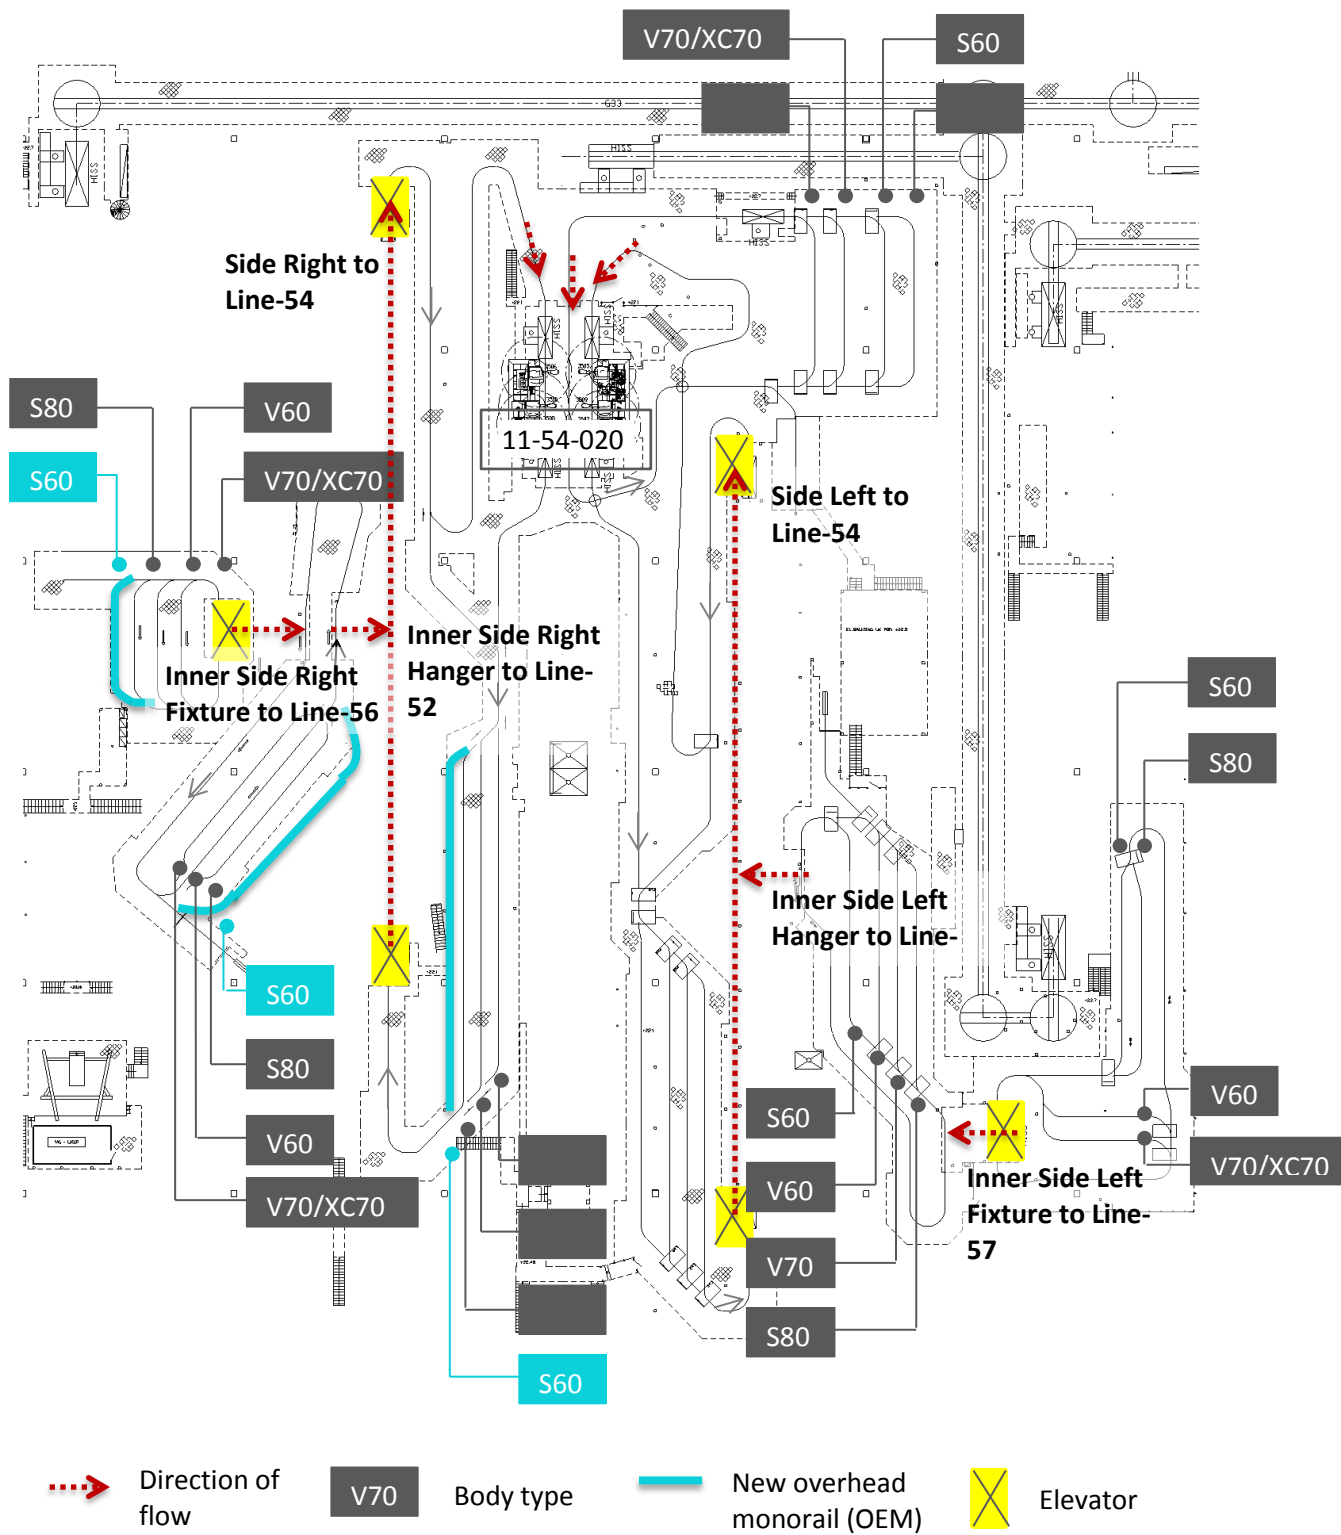 V70/XC70
S60
G33
Side Right to
Line-54
S80
V60
S60
V70/XC70
11-54-020
Side Left to
Line-54
Inner Side Right
Hanger to Line-
52
Inner Side Right
Fixture to Line-56
S60
S80
Inner Side Left
Hanger to Line-
S60
S80
V60
V70/XC70
S60
V60
V70
S80
V60
V70/XC70
Inner Side Left
Fixture to Line-
57
S60
Direction of
flow
V70
Body type
New overhead
monorail (OEM)
Elevator